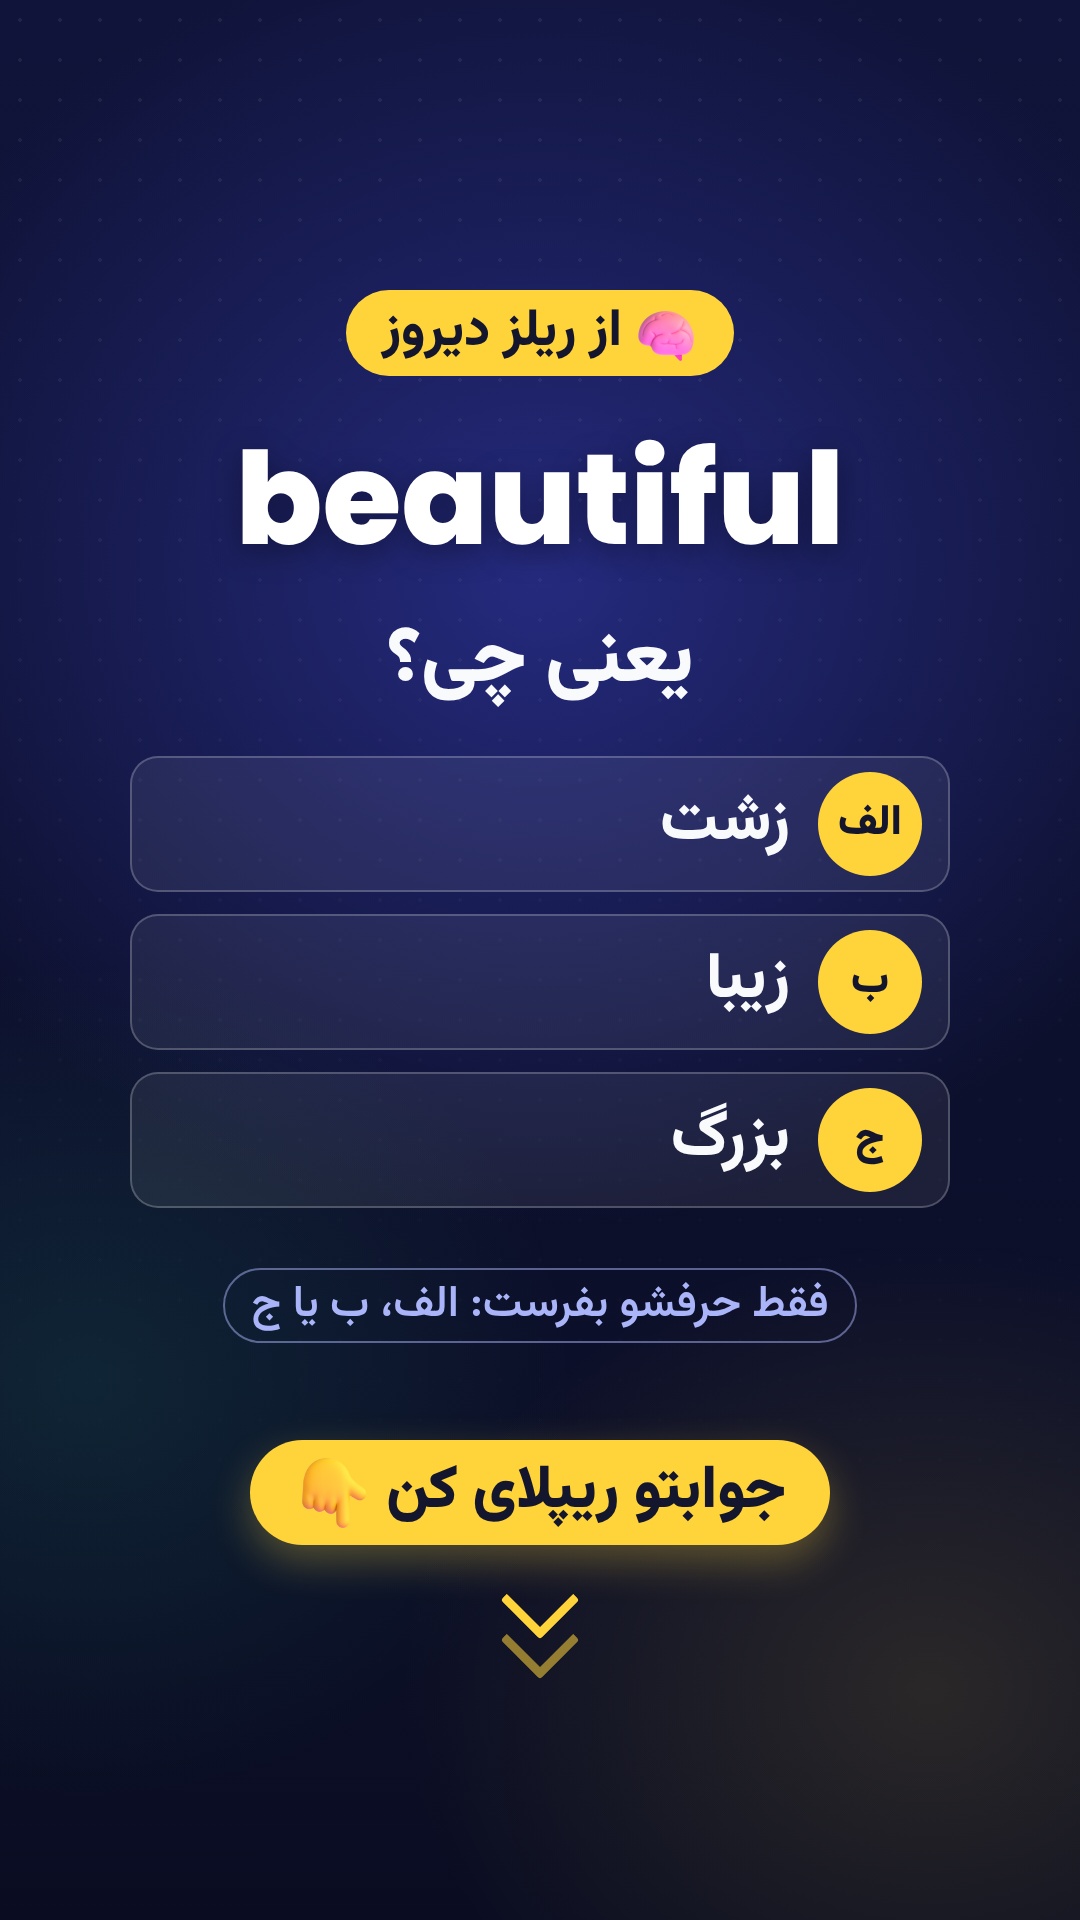 🧠 از ریلز دیروز
beautiful
یعنی چی؟
الف زشت
ب زیبا
ج بزرگ
فقط حرفشو بفرست: الف، ب یا ج
جوابتو ریپلای کن 👇